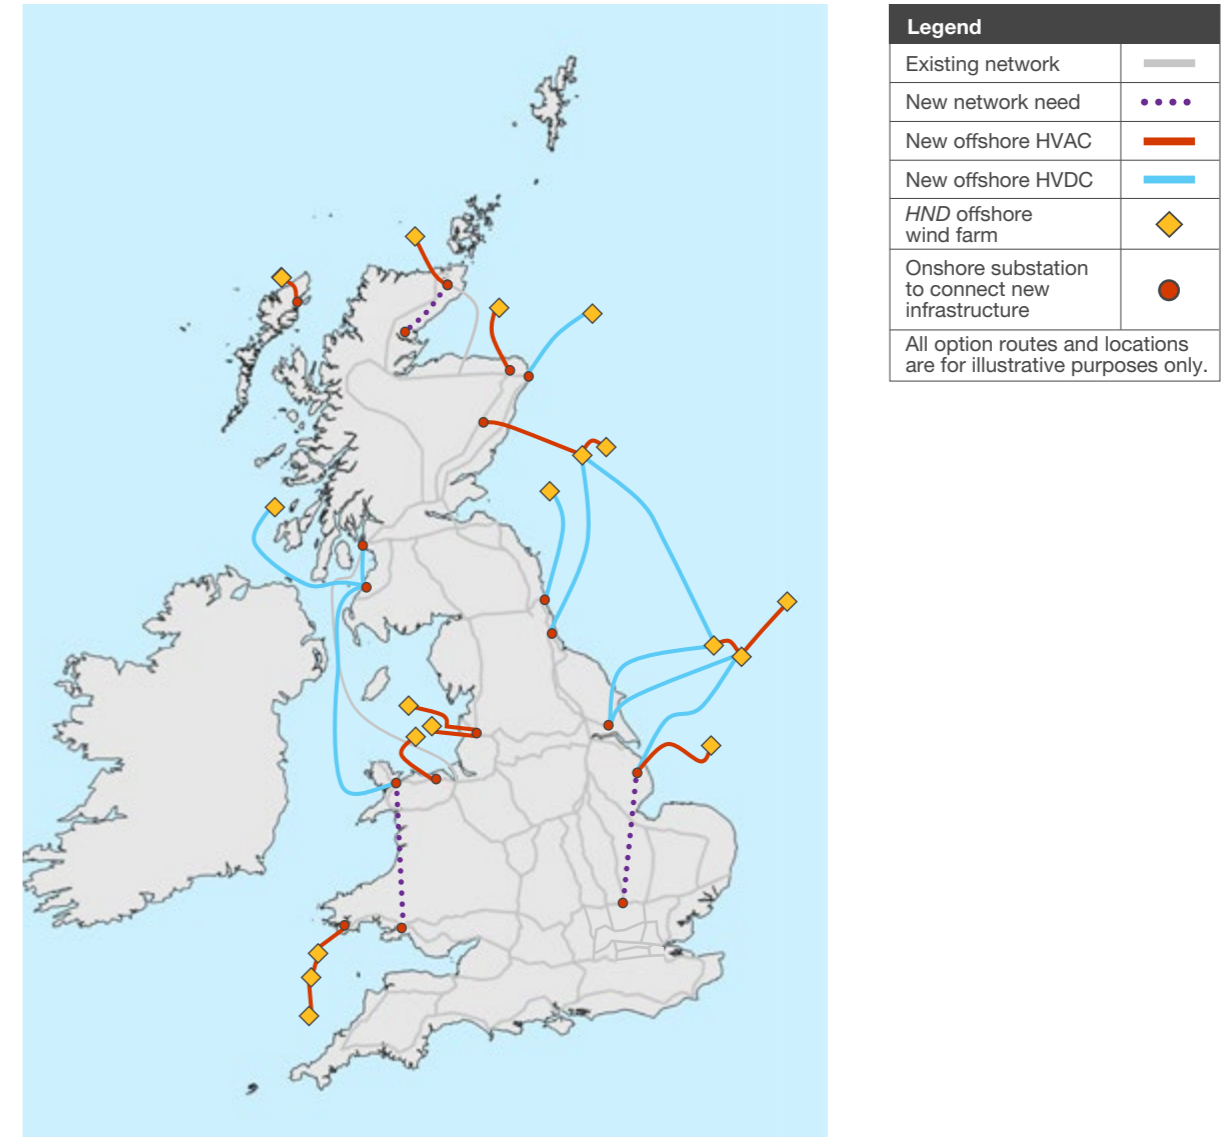 Legend
Existing network
New network need
New offshore HVAC
New offshore HVDC
HND offshore
wind farm
Onshore substation
to connect new
infrastructure
All option routes and locations
are for illustrative purposes only.